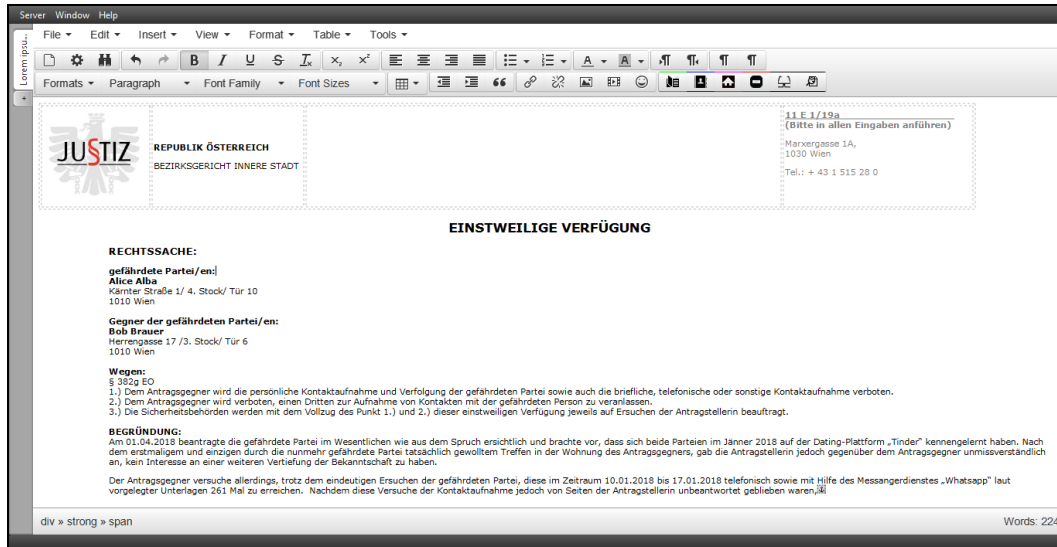 Server Window Help
Lorem ipsu...
File Edit Insert View Format Table Tools
Formats Paragraph Font Family Font Sizes
JU§TIZ
REPUBLIK ÖSTERREICH
BEZIRKSGERICHT INNERE STADT
11 E 1/19a
(Bitte in allen Eingaben anführen)
Marxergasse 1A,
1030 Wien
Tel.: + 43 1 515 28 0
EINSTWEILIGE VERFÜGUNG
RECHTSSACHE:
gefährdete Partei/en:
Alice Alba
Kärnter Straße 1/ 4. Stock/ Tür 10
1010 Wien
Gegner der gefährdeten Partei/en:
Bob Brauer
Herrengasse 17 /3. Stock/ Tür 6
1010 Wien
Wegen:
§ 382g EO
1.) Dem Antragsgegner wird die persönliche Kontaktaufnahme und Verfolgung der gefährdeten Partei sowie auch die briefliche, telefonische oder sonstige Kontaktaufnahme verboten.
2.) Dem Antragsgegner wird verboten, einen Dritten zur Aufnahme von Kontakten mit der gefährdeten Person zu veranlassen.
3.) Die Sicherheitsbehörden werden mit dem Vollzug des Punkt 1.) und 2.) dieser einstweiligen Verfügung jeweils auf Ersuchen der Antragstellerin beauftragt.
BEGRÜNDUNG:
Am 01.04.2018 beantragte die gefährdete Partei im Wesentlichen wie aus dem Spruch ersichtlich und brachte vor, dass sich beide Parteien im Jänner 2018 auf der Dating-Plattform „Tinder" kennengelernt haben. Nach
dem erstmaligem und einzigen durch die nunmehr gefährdete Partei tatsächlich gewolltem Treffen in der Wohnung des Antragsgegners, gab die Antragstellerin jedoch gegenüber dem Antragsgegner unmissverständlich
an, kein Interesse an einer weiteren Vertiefung der Bekanntschaft zu haben.
Der Antragsgegner versuche allerdings, trotz dem eindeutigen Ersuchen der gefährdeten Partei, diese im Zeitraum 10.01.2018 bis 17.01.2018 telefonisch sowie mit Hilfe des Messangerdienstes „Whatsapp" laut
vorgelegter Unterlagen 261 Mal zu erreichen. Nachdem diese Versuche der Kontaktaufnahme jedoch von Seiten der Antragstellerin unbeantwortet geblieben waren,
div » strong » span
Words: 224